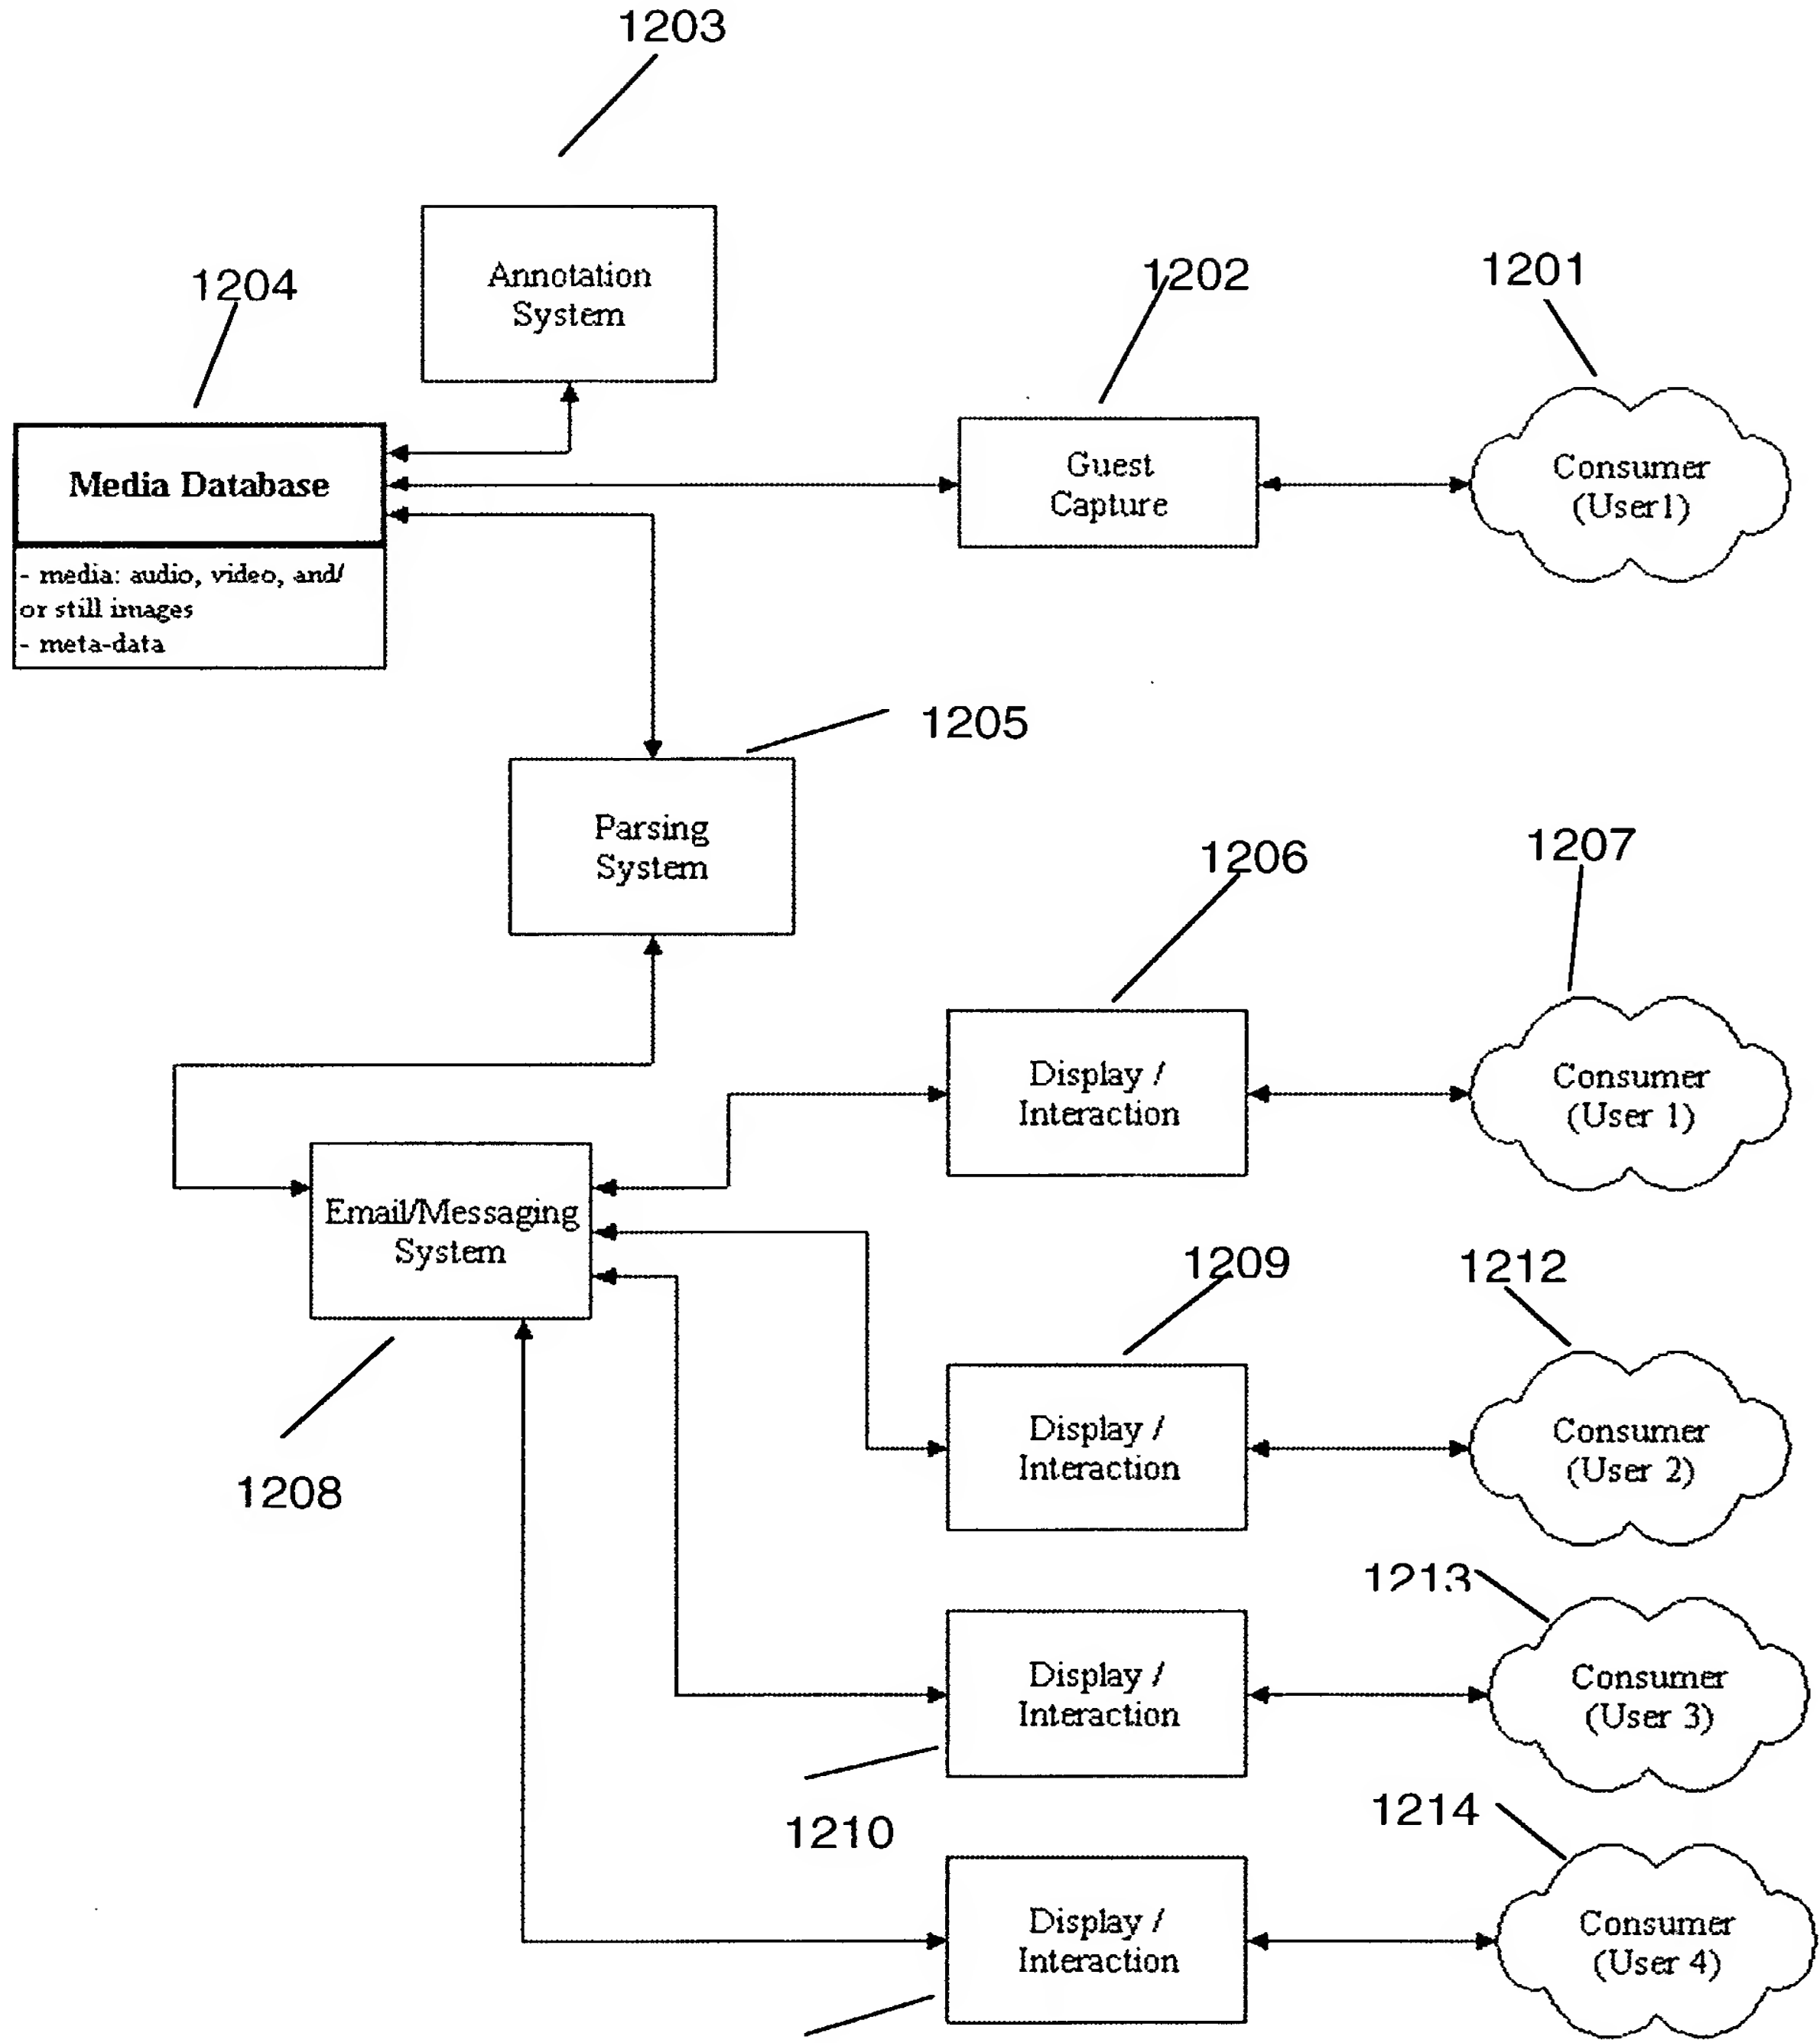 1203
1204
Annotation
System
1202
1201
Media Database
- media: audio, video, and/
or still images
- meta-data
Guest
Capture
Consumer
(User1)
1205
Parsing
System
1206
1207
Display /
Interaction
Consumer
(User 1)
Email/Messaging
System
1208
1209
1212
Display /
Interaction
Consumer
(User 2)
1213
Display /
Interaction
Consumer
(User 3)
1210
1214
Display /
Interaction
Consumer
(User 4)